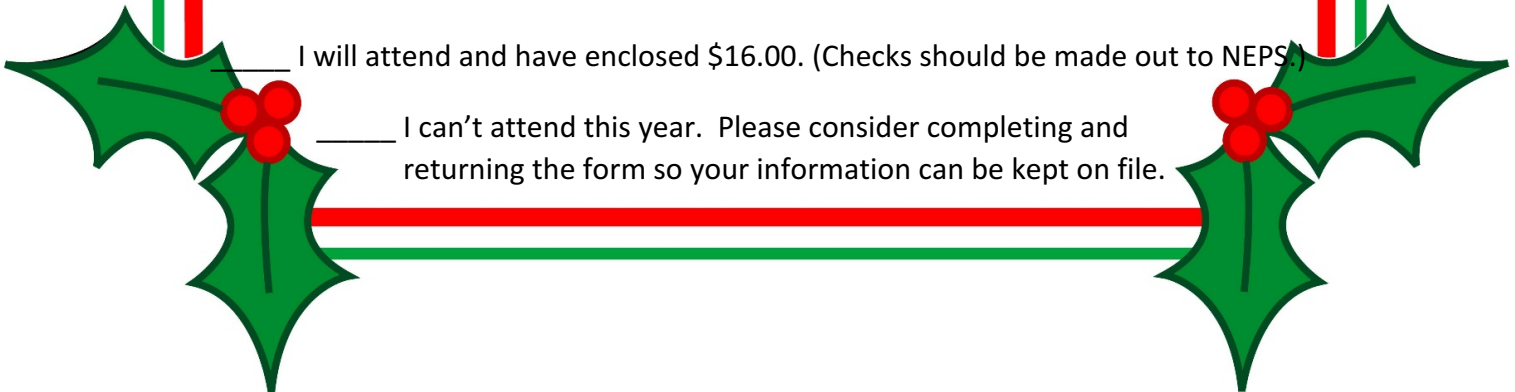 _____ I will attend and have enclosed $16.00. (Checks should be made out to NEPS.)
_____ I can’t attend this year.  Please consider completing and
returning the form so your information can be kept on file.